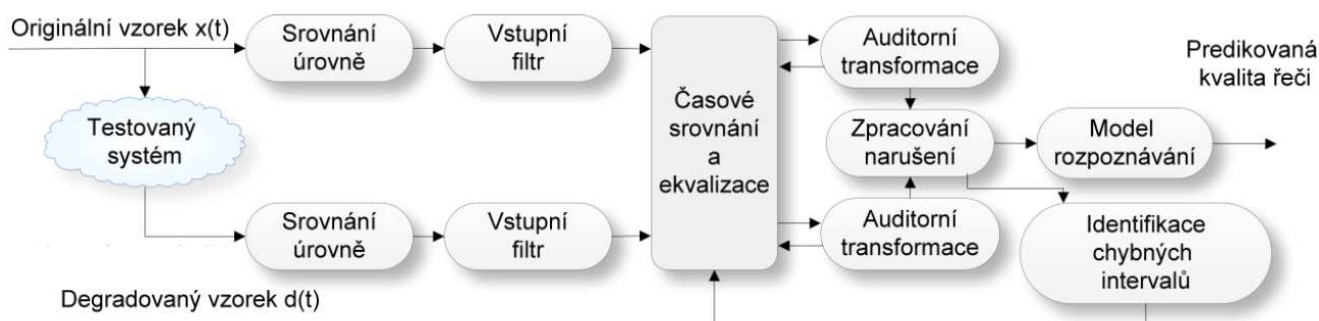 Originální vzorek x(t)
Srovnání
úrovně
Vstupní
filtr
Časové
srovnání
a
ekvalizace
Auditorní
transformace
Predikovaná
kvalita řeči
Testovaný
systém
Zpracování
narušení
Model
rozpoznávání
Srovnání
úrovně
Vstupní
filtr
Auditorní
transformace
Identifikace
chybných
intervalů
Degradovaný vzorek d(t)